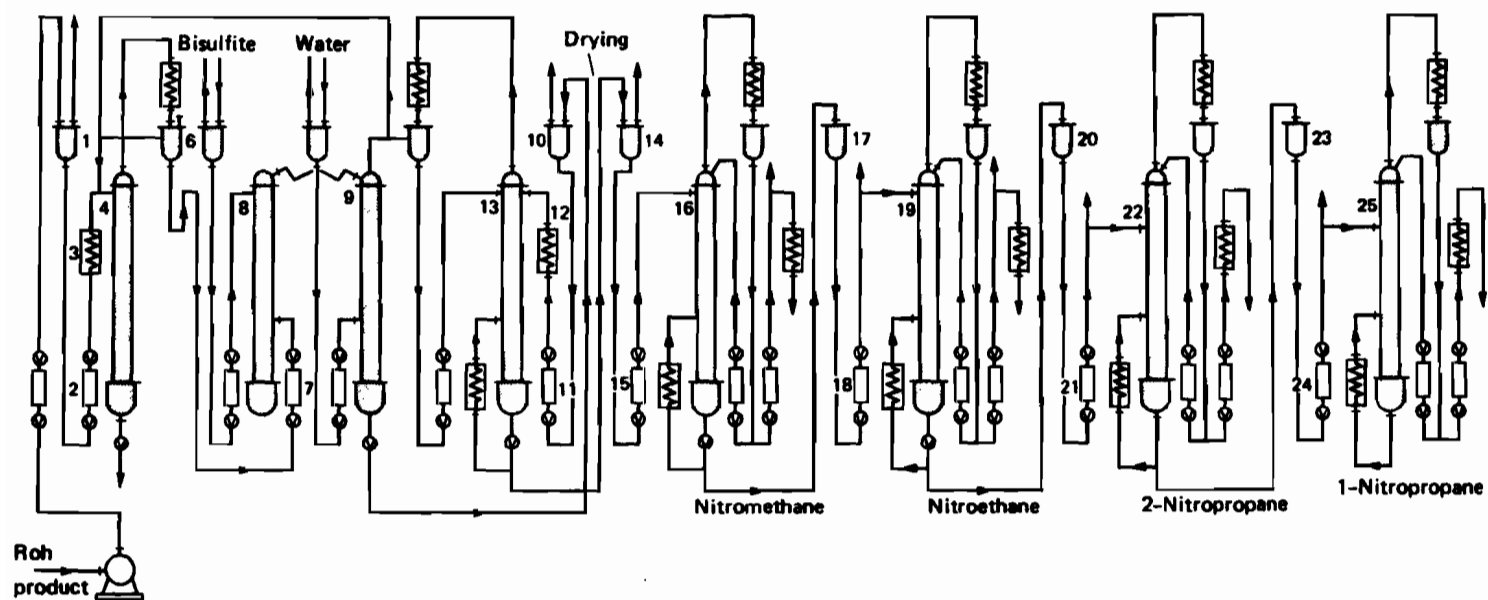 Bisulfite
Water
Drying
1
6
10
14
17
20
23
4
8
9
13
12
16
19
22
25
3
2
7
11
15
18
21
24
Nitromethane
Nitroethane
2-Nitropropane
1-Nitropropane
Roh
product